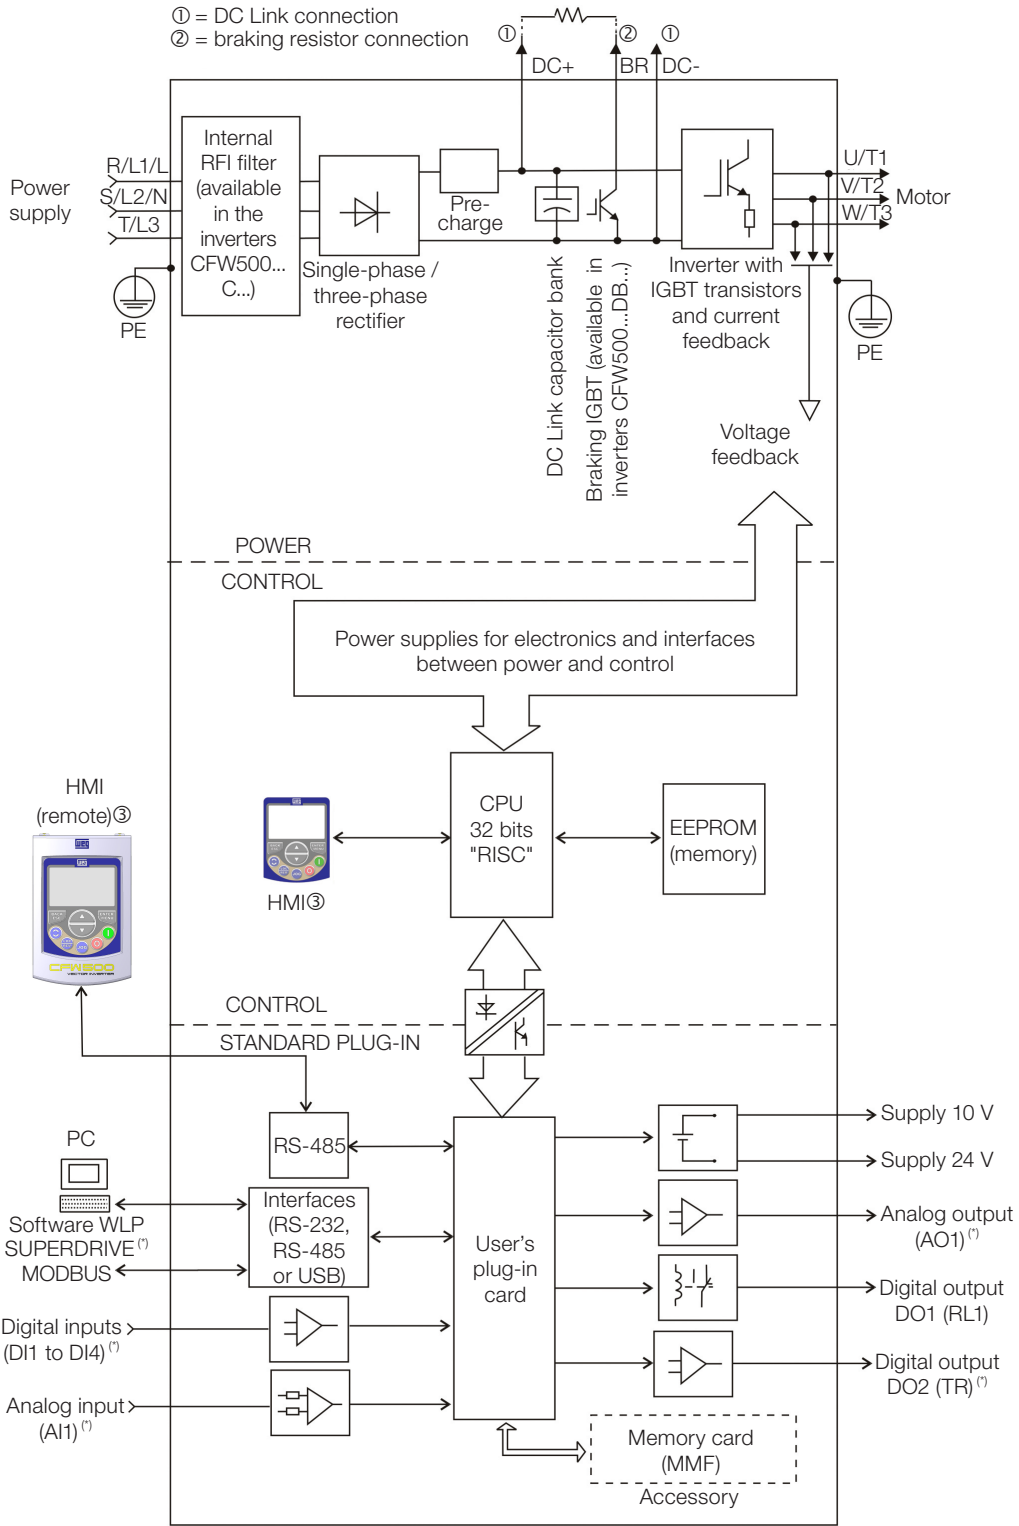 ① = DC Link connection
② = braking resistor connection
①
②
①
DC+
BR
DC-
Power
supply
R/L1/L
S/L2/N
T/L3
PE
Internal
RFI filter
(available
in the
inverters
CFW500...
C...)
Single-phase /
three-phase
rectifier
Pre-
charge
DC Link capacitor bank
Braking IGBT (available in
inverters CFW500...DB...)
Inverter with
IGBT transistors
and current
feedback
U/T1
V/T2
W/T3
Motor
PE
Voltage
feedback
POWER
CONTROL
Power supplies for electronics and interfaces
between power and control
HMI
(remote)③
CFW500
VECTOR INVERTER
HMI③
CPU
32 bits
"RISC"
EEPROM
(memory)
CONTROL
STANDARD PLUG-IN
RS-485
PC
Software WLP
SUPERDRIVE (*)
MODBUS
Interfaces
(RS-232,
RS-485
or USB)
Digital inputs
(DI1 to DI4) (*)
Analog input
(AI1) (*)
User's
plug-in
card
Supply 10 V
Supply 24 V
Analog output
(AO1) (*)
Digital output
DO1 (RL1)
Digital output
DO2 (TR) (*)
Memory card
(MMF)
Accessory